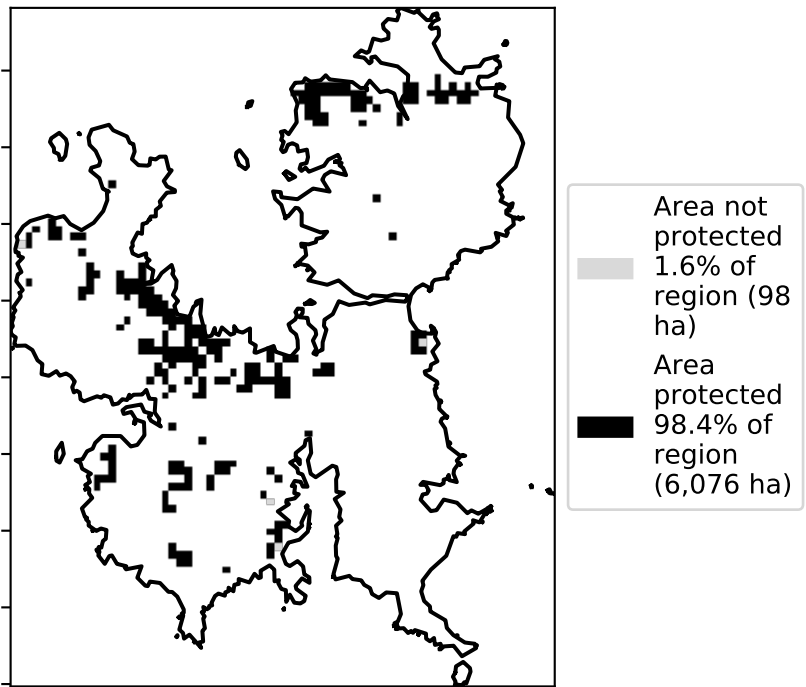 Area not
protected
1.6% of
region (98
ha)
Area
protected
98.4% of
region
(6,076 ha)